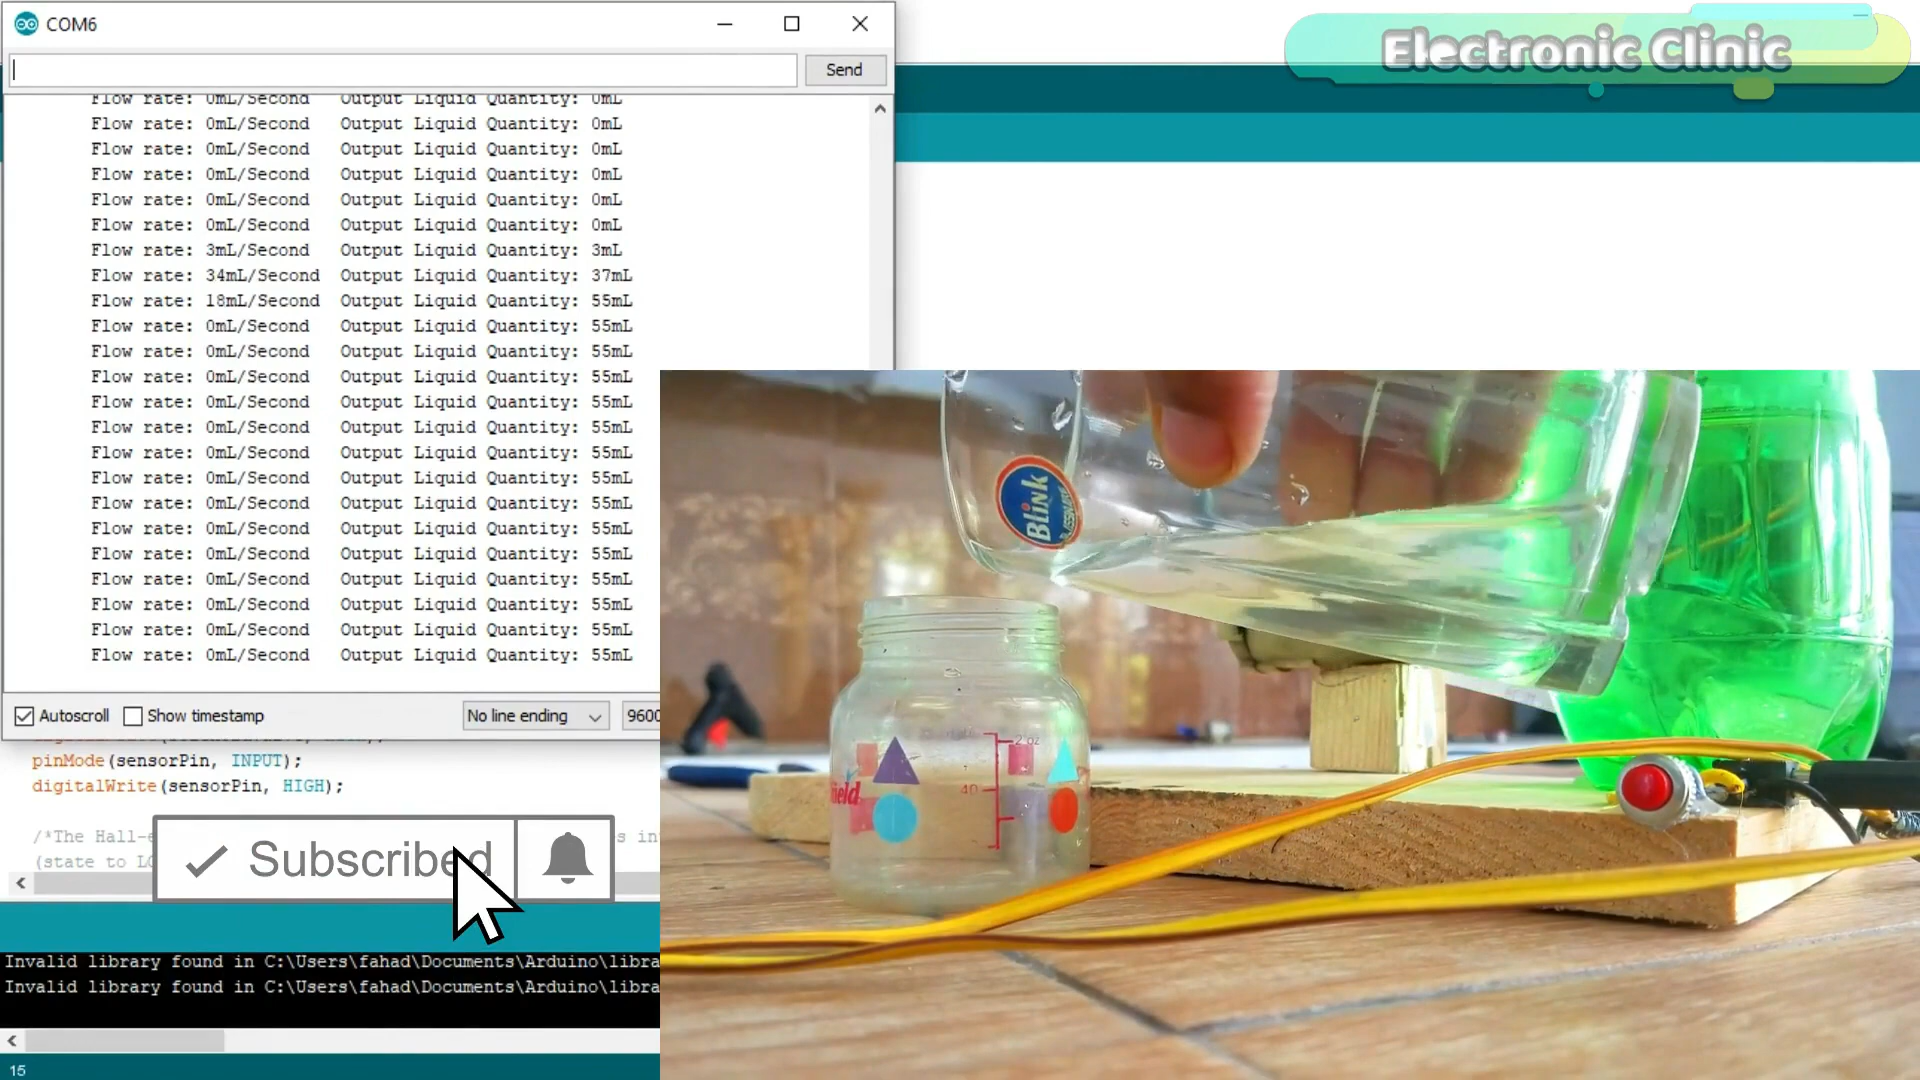 COM6
Send
Electronic Clinic
Flow rate: 0mL/Second Output Liquid Quantity: 0mL
Flow rate: 0mL/Second Output Liquid Quantity: 0mL
Flow rate: 0mL/Second Output Liquid Quantity: 0mL
Flow rate: 0mL/Second Output Liquid Quantity: 0mL
Flow rate: 0mL/Second Output Liquid Quantity: 0mL
Flow rate: 0mL/Second Output Liquid Quantity: 0mL
Flow rate: 3mL/Second Output Liquid Quantity: 3mL
Flow rate: 34mL/Second Output Liquid Quantity: 37mL
Flow rate: 18mL/Second Output Liquid Quantity: 55mL
Flow rate: 0mL/Second Output Liquid Quantity: 55mL
Flow rate: 0mL/Second Output Liquid Quantity: 55mL
Flow rate: 0mL/Second Output Liquid Quantity: 55mL
Flow rate: 0mL/Second Output Liquid Quantity: 55mL
Flow rate: 0mL/Second Output Liquid Quantity: 55mL
Flow rate: 0mL/Second Output Liquid Quantity: 55mL
Flow rate: 0mL/Second Output Liquid Quantity: 55mL
Flow rate: 0mL/Second Output Liquid Quantity: 55mL
Flow rate: 0mL/Second Output Liquid Quantity: 55mL
Flow rate: 0mL/Second Output Liquid Quantity: 55mL
Flow rate: 0mL/Second Output Liquid Quantity: 55mL
Flow rate: 0mL/Second Output Liquid Quantity: 55mL
Flow rate: 0mL/Second Output Liquid Quantity: 55mL
Flow rate: 0mL/Second Output Liquid Quantity: 55mL
Autoscroll Show timestamp No line ending 9600
pinMode(sensorPin, INPUT);
digitalWrite(sensorPin, HIGH);
/*The Hall-e
(state to LO
Subscribed
Invalid library found in C:\Users\fahad\Documents\Arduino\libra
Invalid library found in C:\Users\fahad\Documents\Arduino\libra
15
Blink
2 oz
40